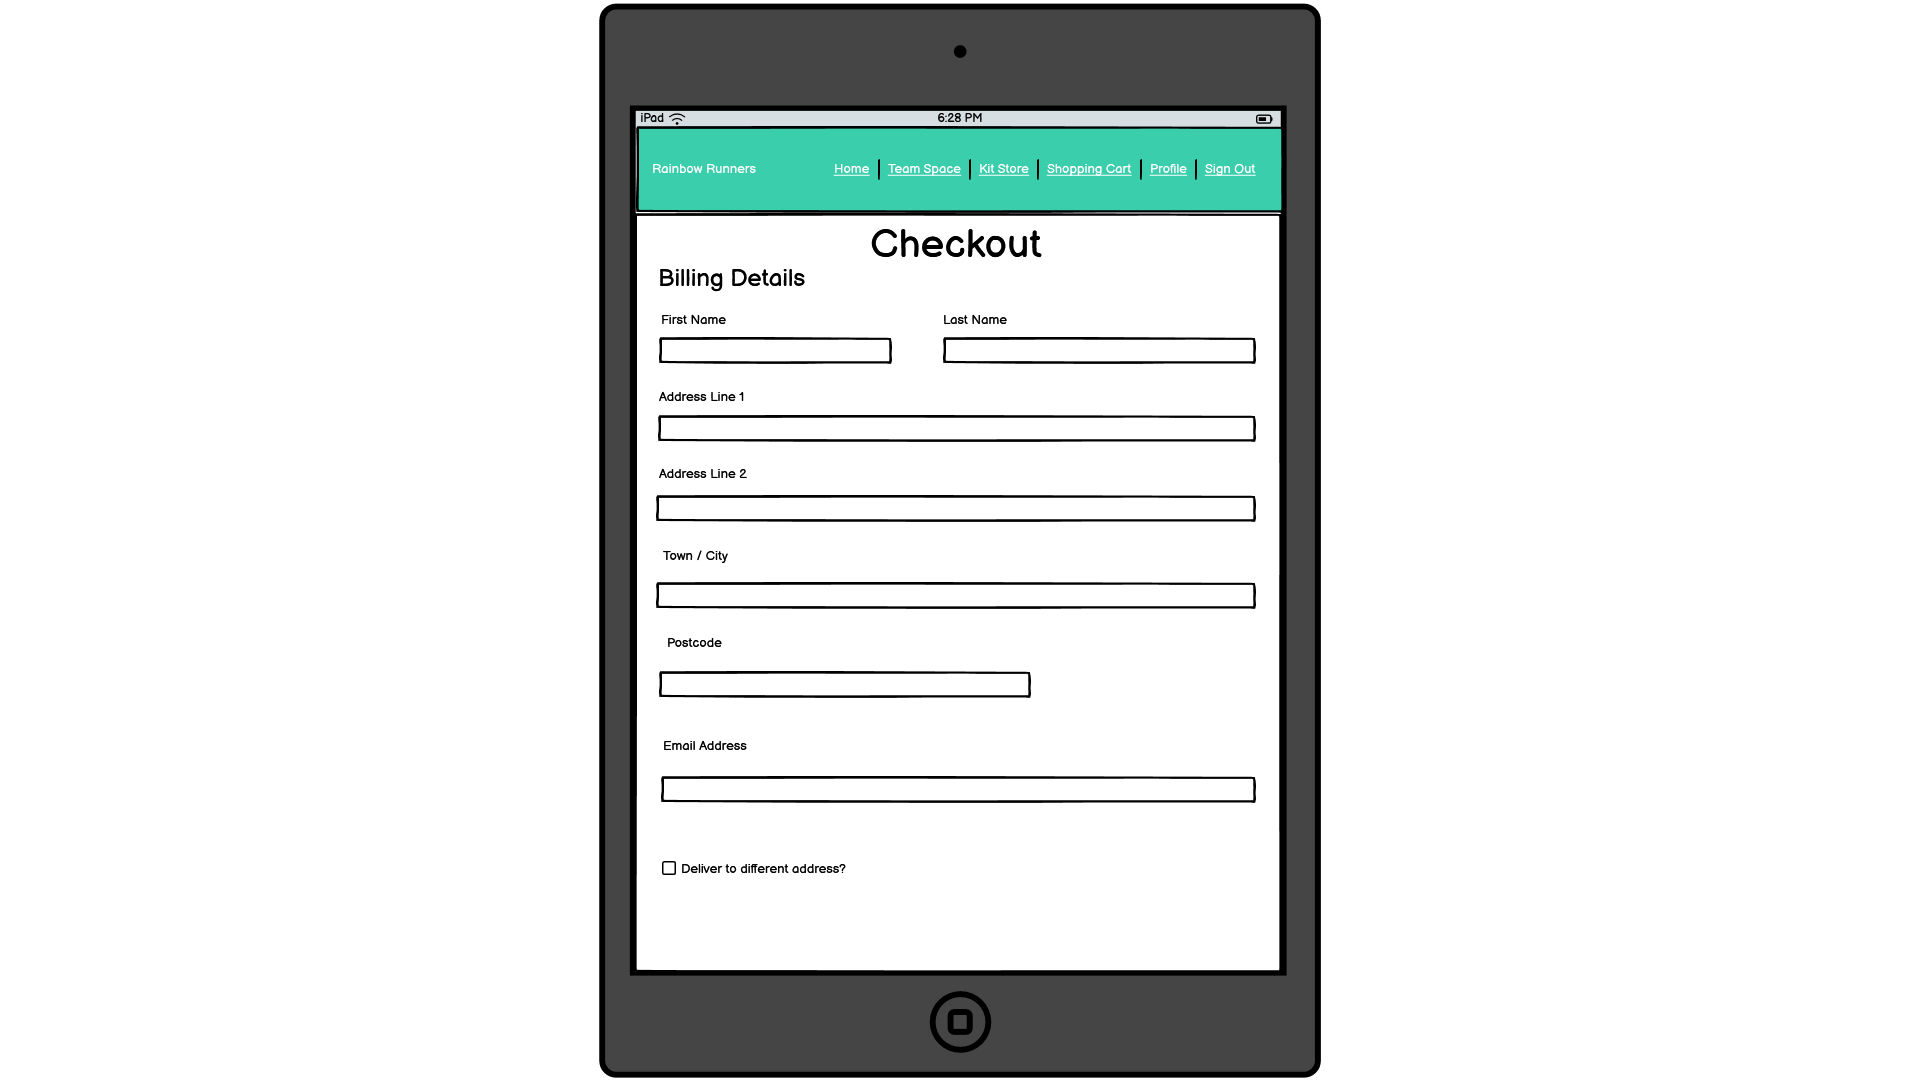 iPad 6:28 PM
Rainbow Runners Home Team Space Kit Store Shopping Cart Profile Sign Out
Checkout
Billing Details
First Name Last Name
Address Line 1
Address Line 2
Town / City
Postcode
Email Address
Deliver to different address?